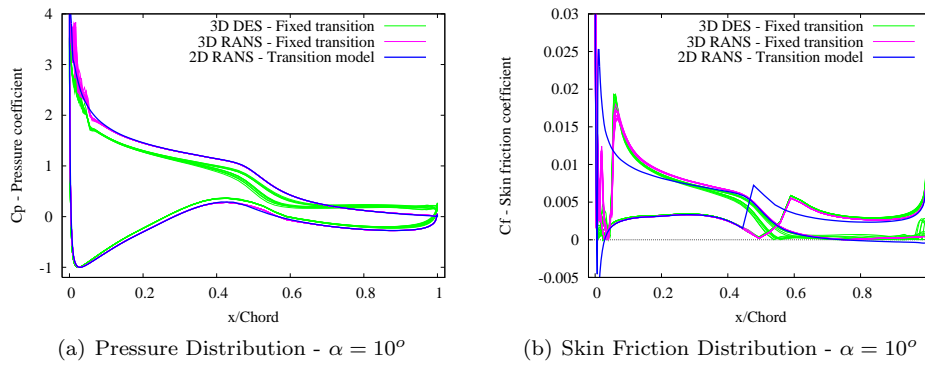 3D DES - Fixed transition
3D RANS - Fixed transition
2D RANS - Transition model
Cp - Pressure coefficient
4
3
2
1
0
-1
0
0.2
0.4
0.6
0.8
1
x/Chord
(a) Pressure Distribution - α = 10°
3D DES - Fixed transition
3D RANS - Fixed transition
2D RANS - Transition model
Cf - Skin friction coefficient
0.03
0.025
0.02
0.015
0.01
0.005
0
-0.005
0
0.2
0.4
0.6
0.8
x/Chord
(b) Skin Friction Distribution - α = 10°